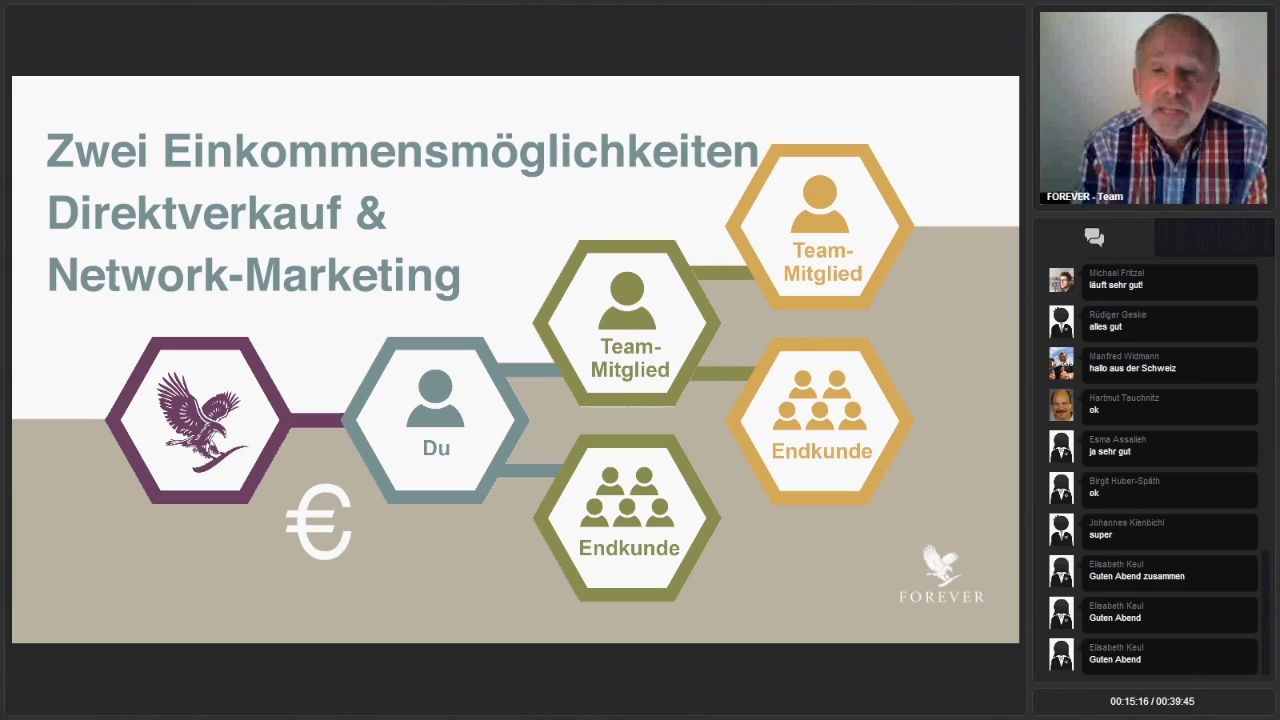 Zwei Einkommensmöglichkeiten
Direktverkauf &
Network-Marketing
Team-
Mitglied
Team-
Mitglied
Du
Endkunde
Endkunde
€
FOREVER
FOREVER - Team
Michael Fritzel
läuft sehr gut!
Rüdiger Geske
alles gut
Manfred Widmann
hallo aus der Schweiz
Hartmut Tauchnitz
ok
Esma Assalieh
ja sehr gut
Birgit Huber-Späth
ok
Johannes Kienbichl
super
Elisabeth Keul
Guten Abend zusammen
Elisabeth Keul
Guten Abend
Elisabeth Keul
Guten Abend
00:15:16 / 00:39:45